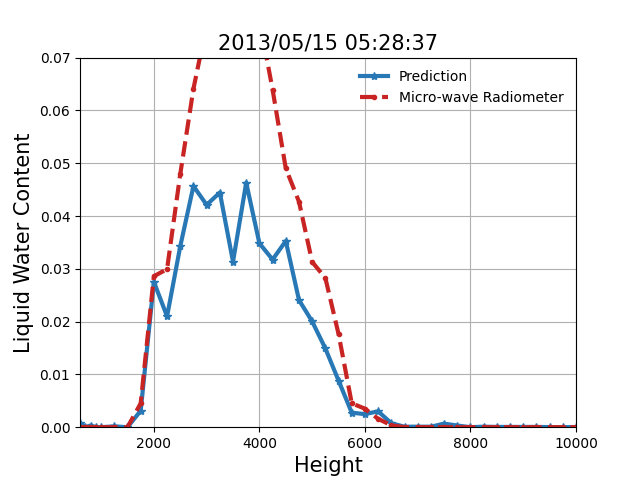 2013/05/15 05:28:37
Prediction
Micro-wave Radiometer
Liquid Water Content
0.07
0.06
0.05
0.04
0.03
0.02
0.01
0.00
2000 4000 6000 8000 10000
Height